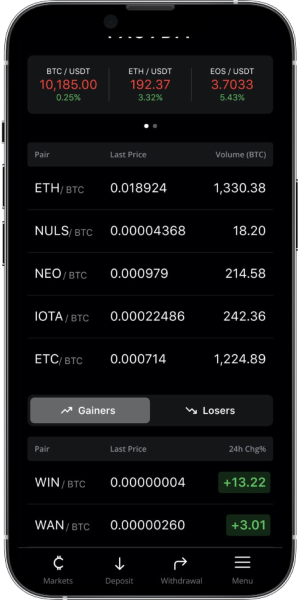 BTC / USDT ETH / USDT EOS / USDT
10,185.00 192.37 3.7033
0.25% 3.32% 5.43%
Pair Last Price Volume (BTC)
ETH/ BTC 0.018924 1,330.38
NULS/ BTC 0.00004368 18.20
NEO/ BTC 0.000979 214.58
IOTA / BTC 0.00022486 242.36
ETC/ BTC 0.000714 1,224.89
Gainers Losers
Pair Last Price 24h Chg%
WIN/ BTC 0.00000004 +13.22
WAN/ BTC 0.00000260 +3.01
Markets Deposit Withdrawal Menu